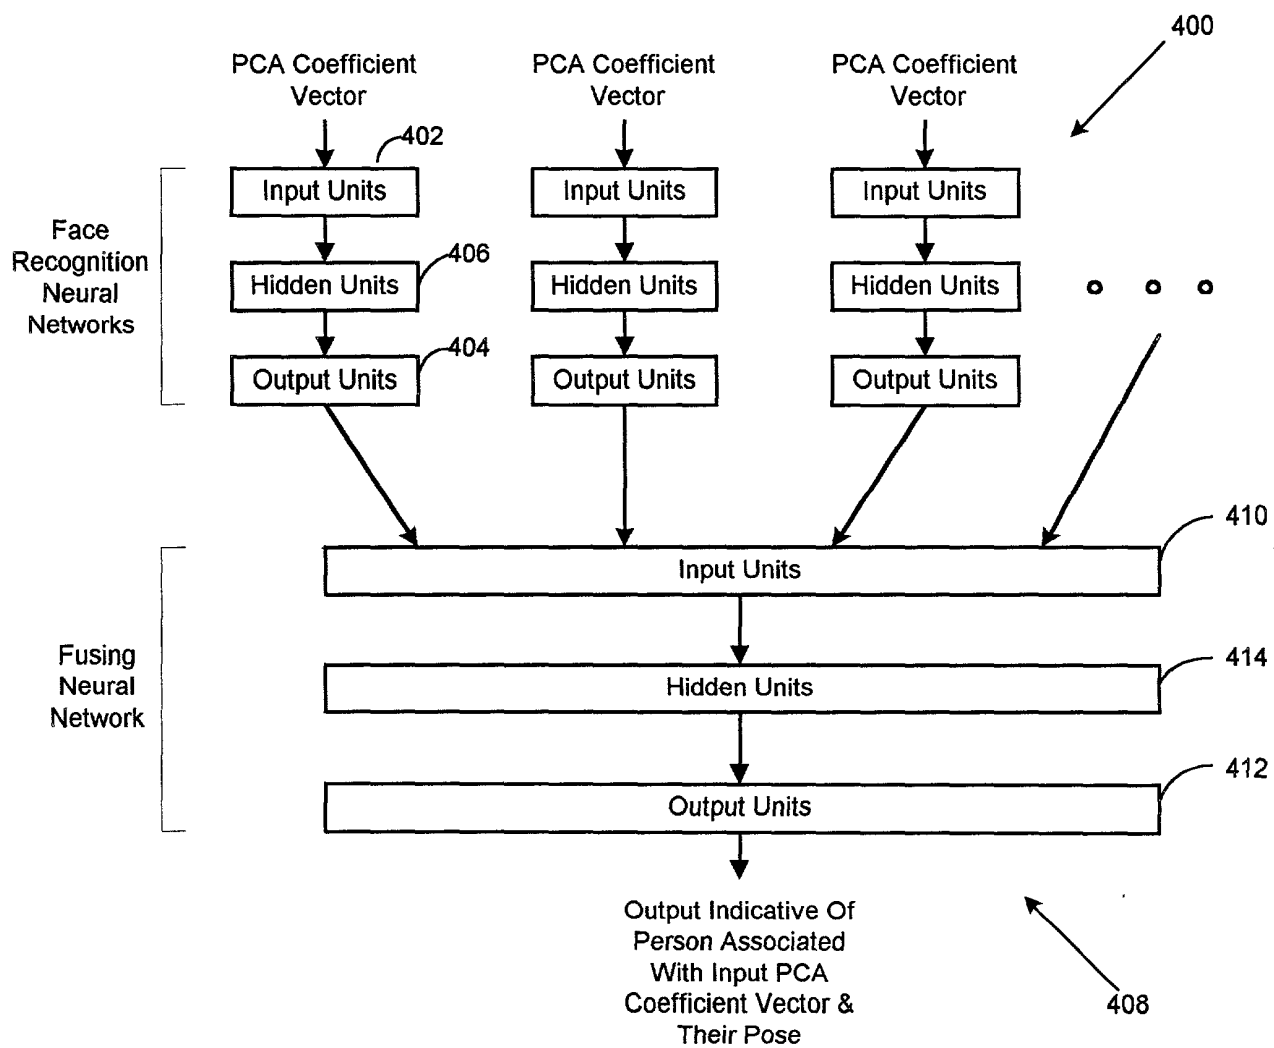 400
PCA Coefficient
Vector
PCA Coefficient
Vector
PCA Coefficient
Vector
402
Input Units
Input Units
Input Units
Face
Recognition
Neural
Networks
406
Hidden Units
Hidden Units
Hidden Units
404
Output Units
Output Units
Output Units
410
Input Units
Fusing
Neural
Network
414
Hidden Units
412
Output Units
Output Indicative Of
Person Associated
With Input PCA
Coefficient Vector &
Their Pose
408